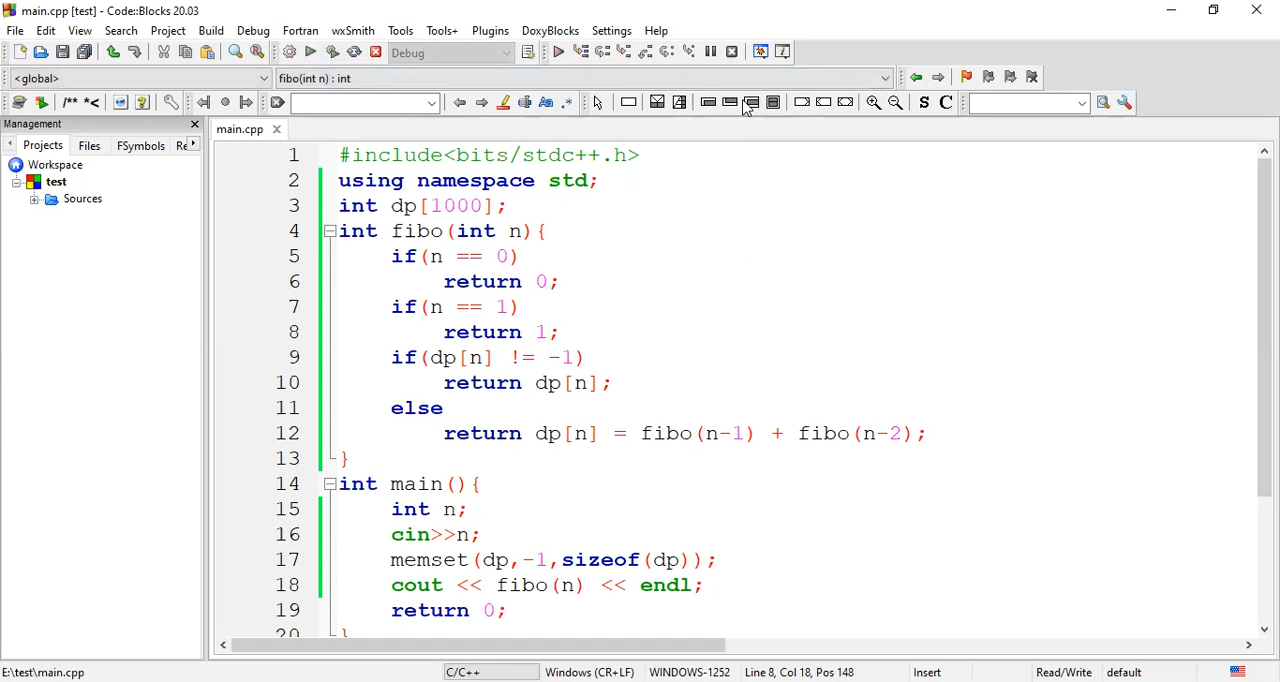 main.cpp [test] - Code::Blocks 20.03
File Edit View Search Project Build Debug Fortran wxSmith Tools Tools+ Plugins DoxyBlocks Settings Help
Debug
<global> fibo(int n) : int
/** *< Aa .* S C
Management
main.cpp
Projects Files FSymbols Re
Workspace
test
Sources
1 #include<bits/stdc++.h>
2 using namespace std;
3 int dp[1000];
4 int fibo(int n){
5 if(n == 0)
6 return 0;
7 if(n == 1)
8 return 1;
9 if(dp[n] != -1)
10 return dp[n];
11 else
12 return dp[n] = fibo(n-1) + fibo(n-2);
13 }
14 int main(){
15 int n;
16 cin>>n;
17 memset(dp,-1,sizeof(dp));
18 cout << fibo(n) << endl;
19 return 0;
20 }
E:\test\main.cpp C/C++ Windows (CR+LF) WINDOWS-1252 Line 8, Col 18, Pos 148 Insert Read/Write default